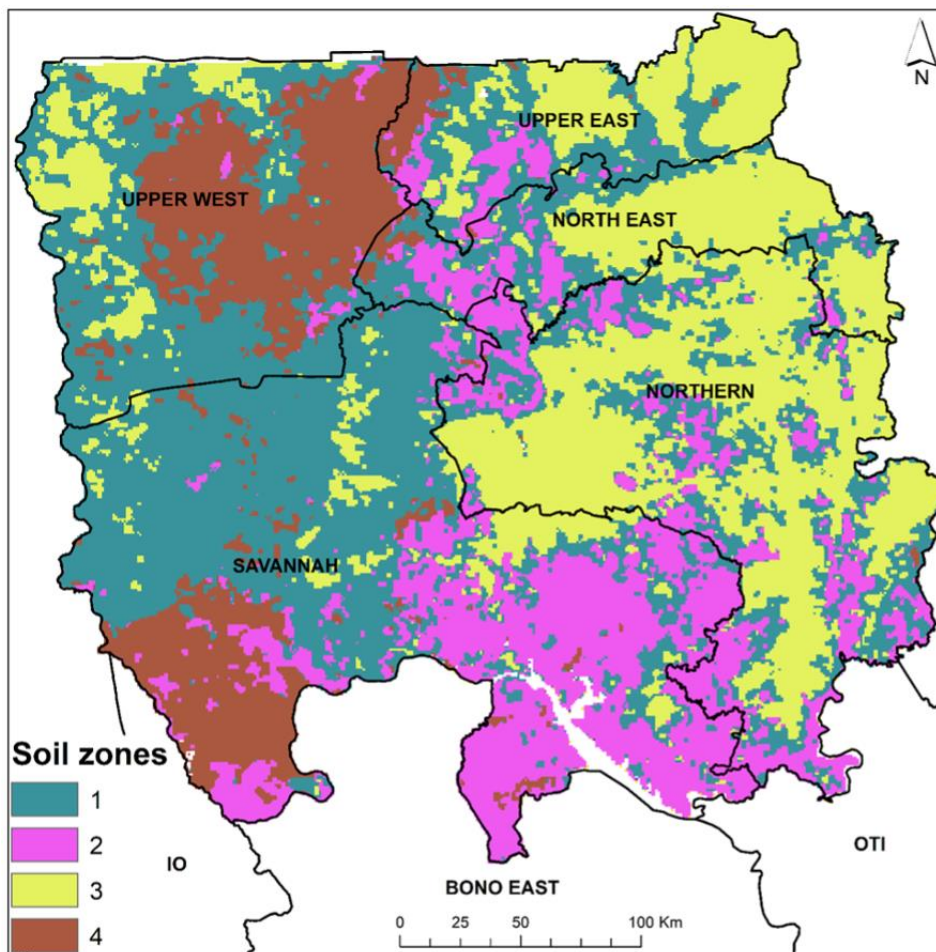 N
UPPER EAST
UPPER WEST
NORTH EAST
NORTHERN
SAVANNAH
Soil zones
1
2
3
4
IO
BONO EAST
OTI
0 25 50 100 Km